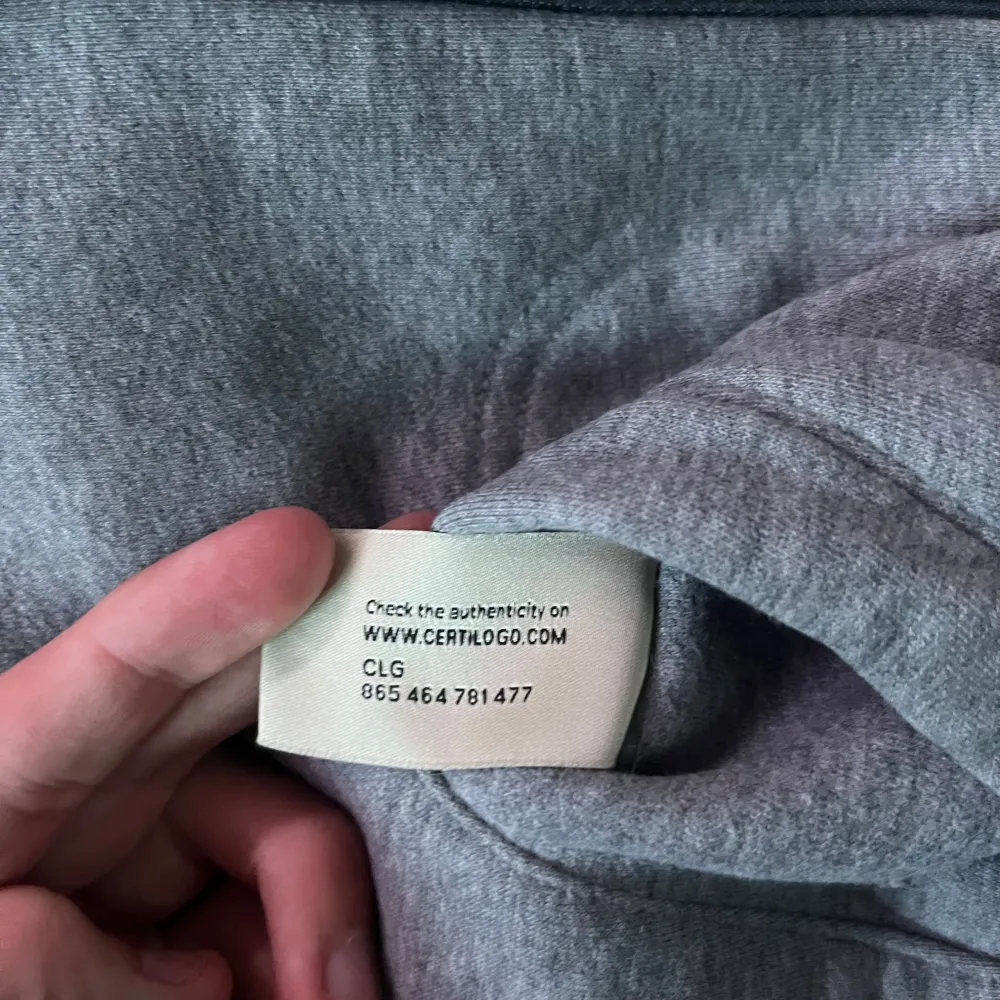 Check the authenticity on
WWW.CERTILOGO.COM
CLG
865 464 781 477